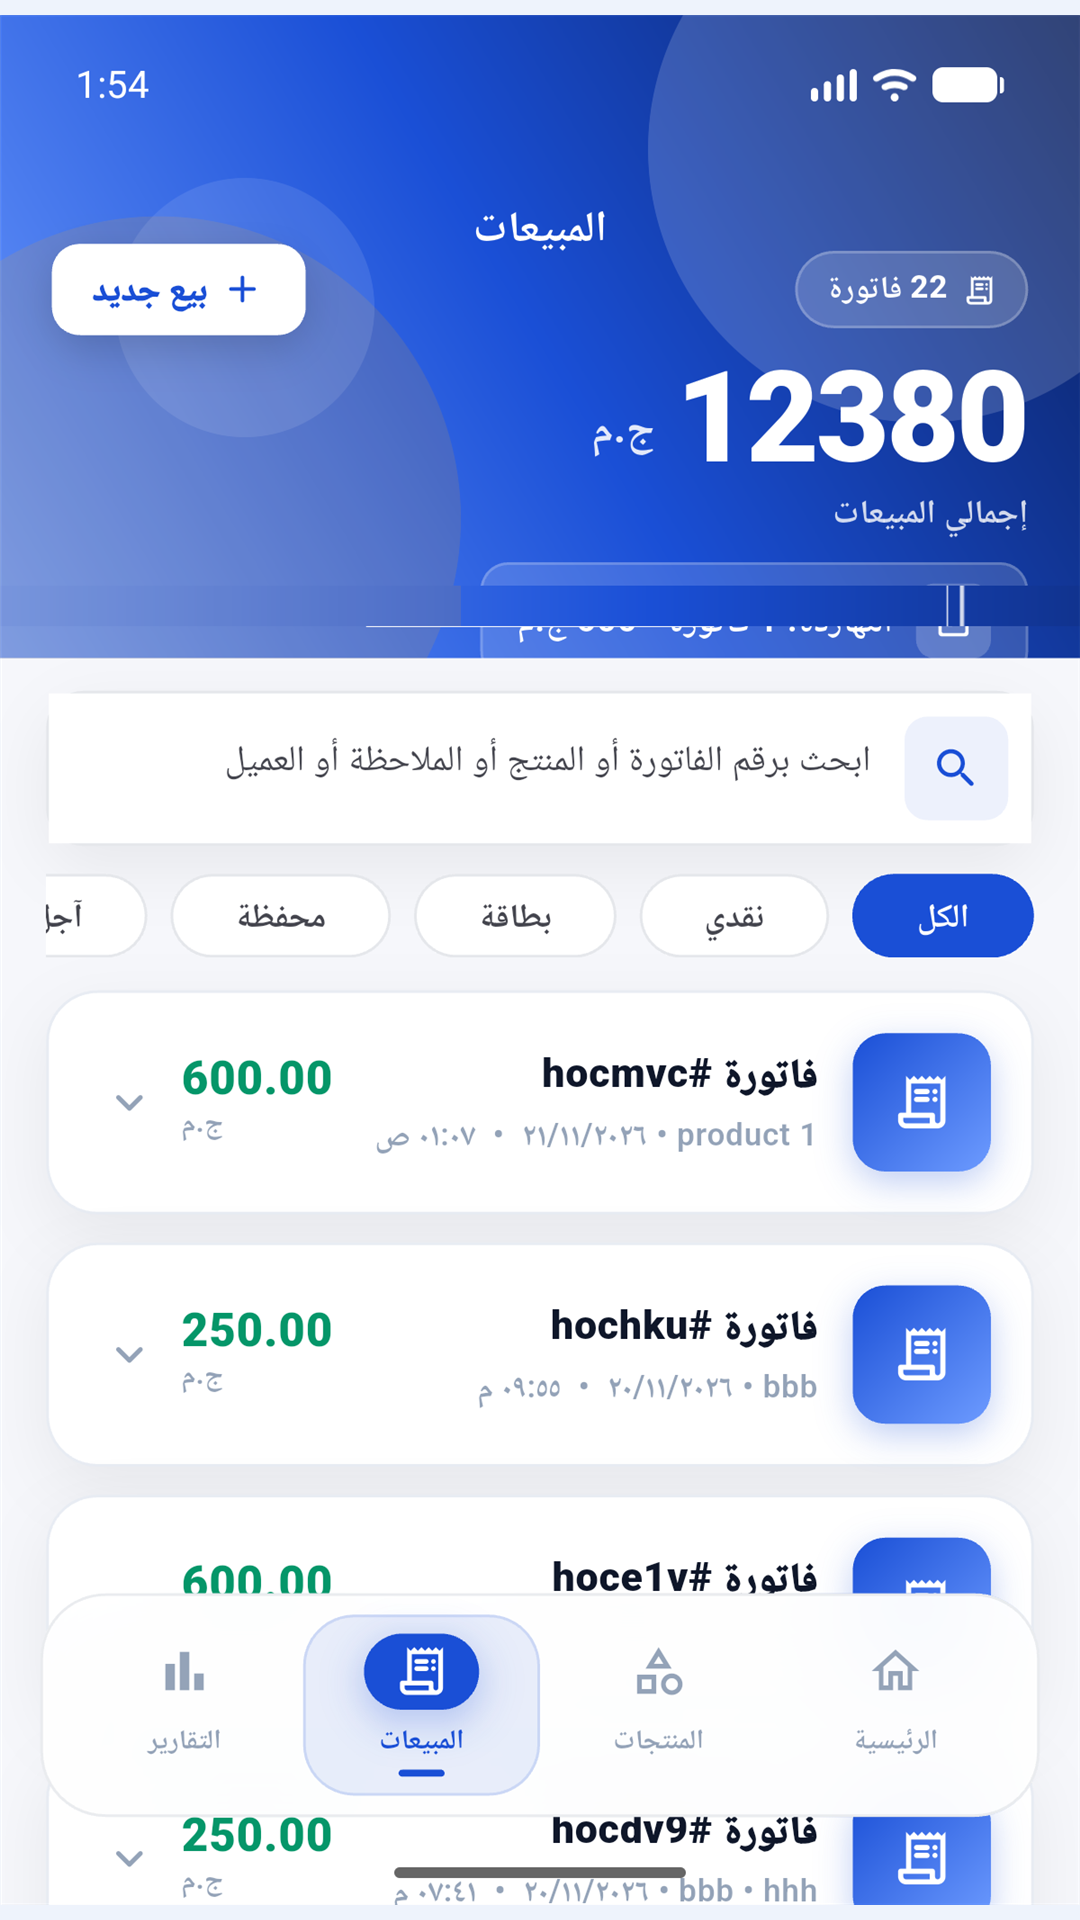 1:54
المبيعات
22 فاتورة
+ بيع جديد
12380 ج.م
إجمالي المبيعات
ابحث برقم الفاتورة أو المنتج أو الملاحظة أو العميل
الكل
نقدي
بطاقة
محفظة
آجل
فاتورة #hocmvc
600.00
product 1 • ٢١/١١/٢٠٢٦ • ٠١:٠٧ ص
ج.م
فاتورة #hochku
250.00
bbb • ٢٠/١١/٢٠٢٦ • ٠٩:٥٥ م
ج.م
فاتورة #hoce1v
600.00
الرئيسية
المنتجات
المبيعات
التقارير
فاتورة #hocdv9
250.00
hhh • bbb • ٢٠/١١/٢٠٢٦ • ٠٧:٤١ م
ج.م